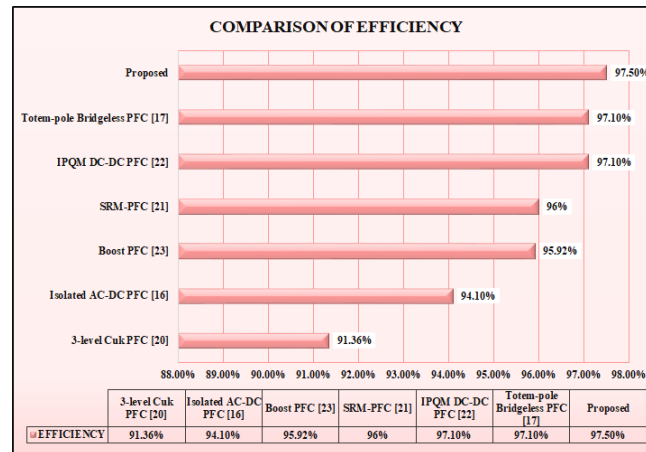 COMPARISON OF EFFICIENCY
Proposed
97.50%
Totem-pole Bridgeless PFC [17]
97.10%
IPQM DC-DC PFC [22]
97.10%
SRM-PFC [21]
96%
Boost PFC [23]
95.92%
Isolated AC-DC PFC [16]
94.10%
3-level Cuk PFC [20]
91.36%
88.00% 89.00% 90.00% 91.00% 92.00% 93.00% 94.00% 95.00% 96.00% 97.00% 98.00%
3-level Cuk PFC [20] Isolated AC-DC PFC [16] Boost PFC [23] SRM-PFC [21] IPQM DC-DC PFC [22] Totem-pole Bridgeless PFC [17] Proposed
EFFICIENCY 91.36% 94.10% 95.92% 96% 97.10% 97.10% 97.50%